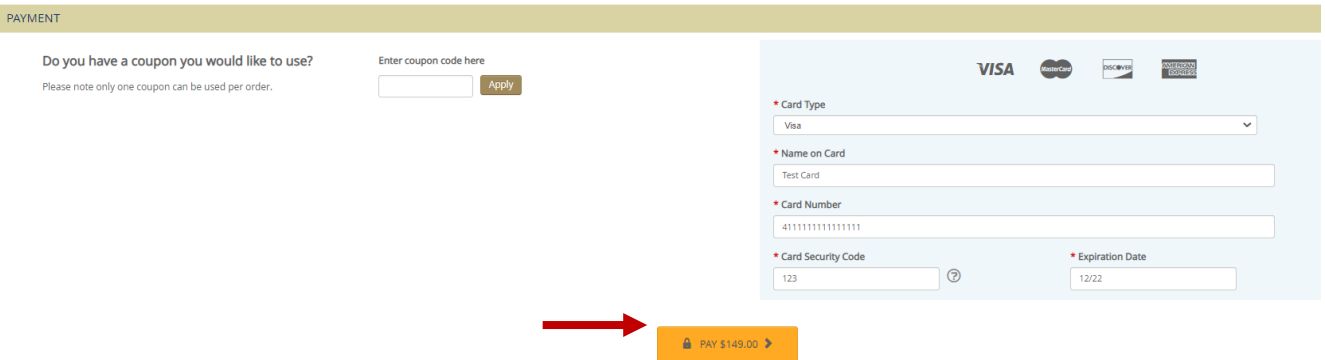 PAYMENT
Do you have a coupon you would like to use?
Please note only one coupon can be used per order.
Enter coupon code here
Apply
VISA MasterCard DISCOVER AMERICAN EXPRESS
* Card Type
Visa
* Name on Card
Test Card
* Card Number
4111111111111111
* Card Security Code
123
?
* Expiration Date
12/22
PAY $149.00